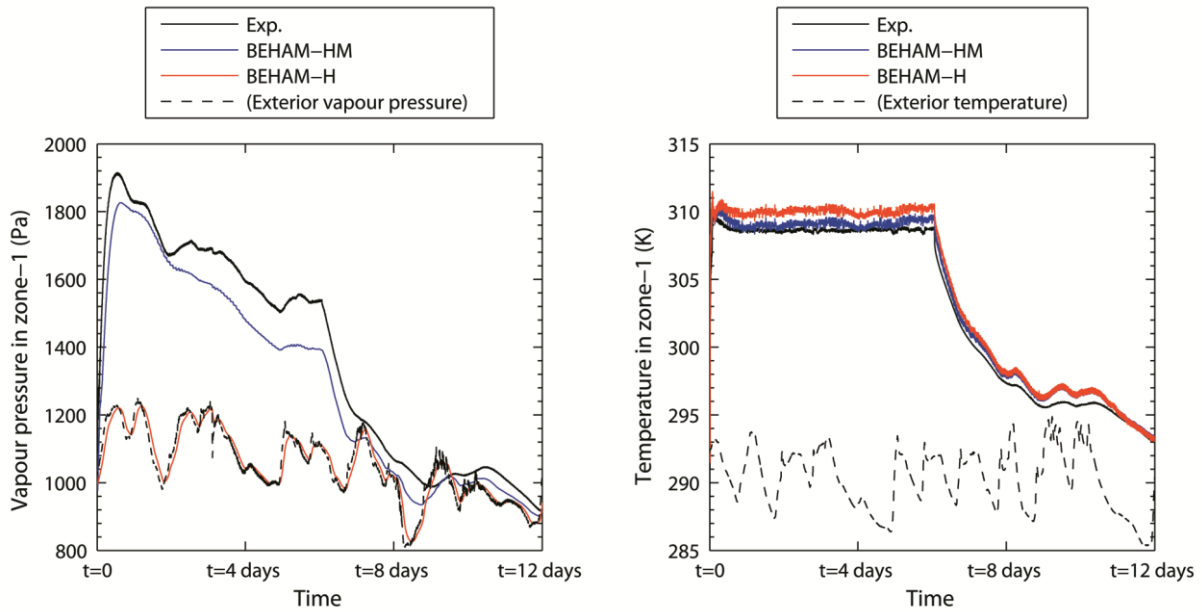 Exp.
BEHAM−HM
BEHAM−H
(Exterior vapour pressure)
2000
1800
1600
1400
1200
1000
800
Vapour pressure in zone−1 (Pa)
t=0
t=4 days
t=8 days
t=12 days
Time
Exp.
BEHAM−HM
BEHAM−H
(Exterior temperature)
315
310
305
300
295
290
285
Temperature in zone−1 (K)
t=0
t=4 days
t=8 days
t=12 days
Time